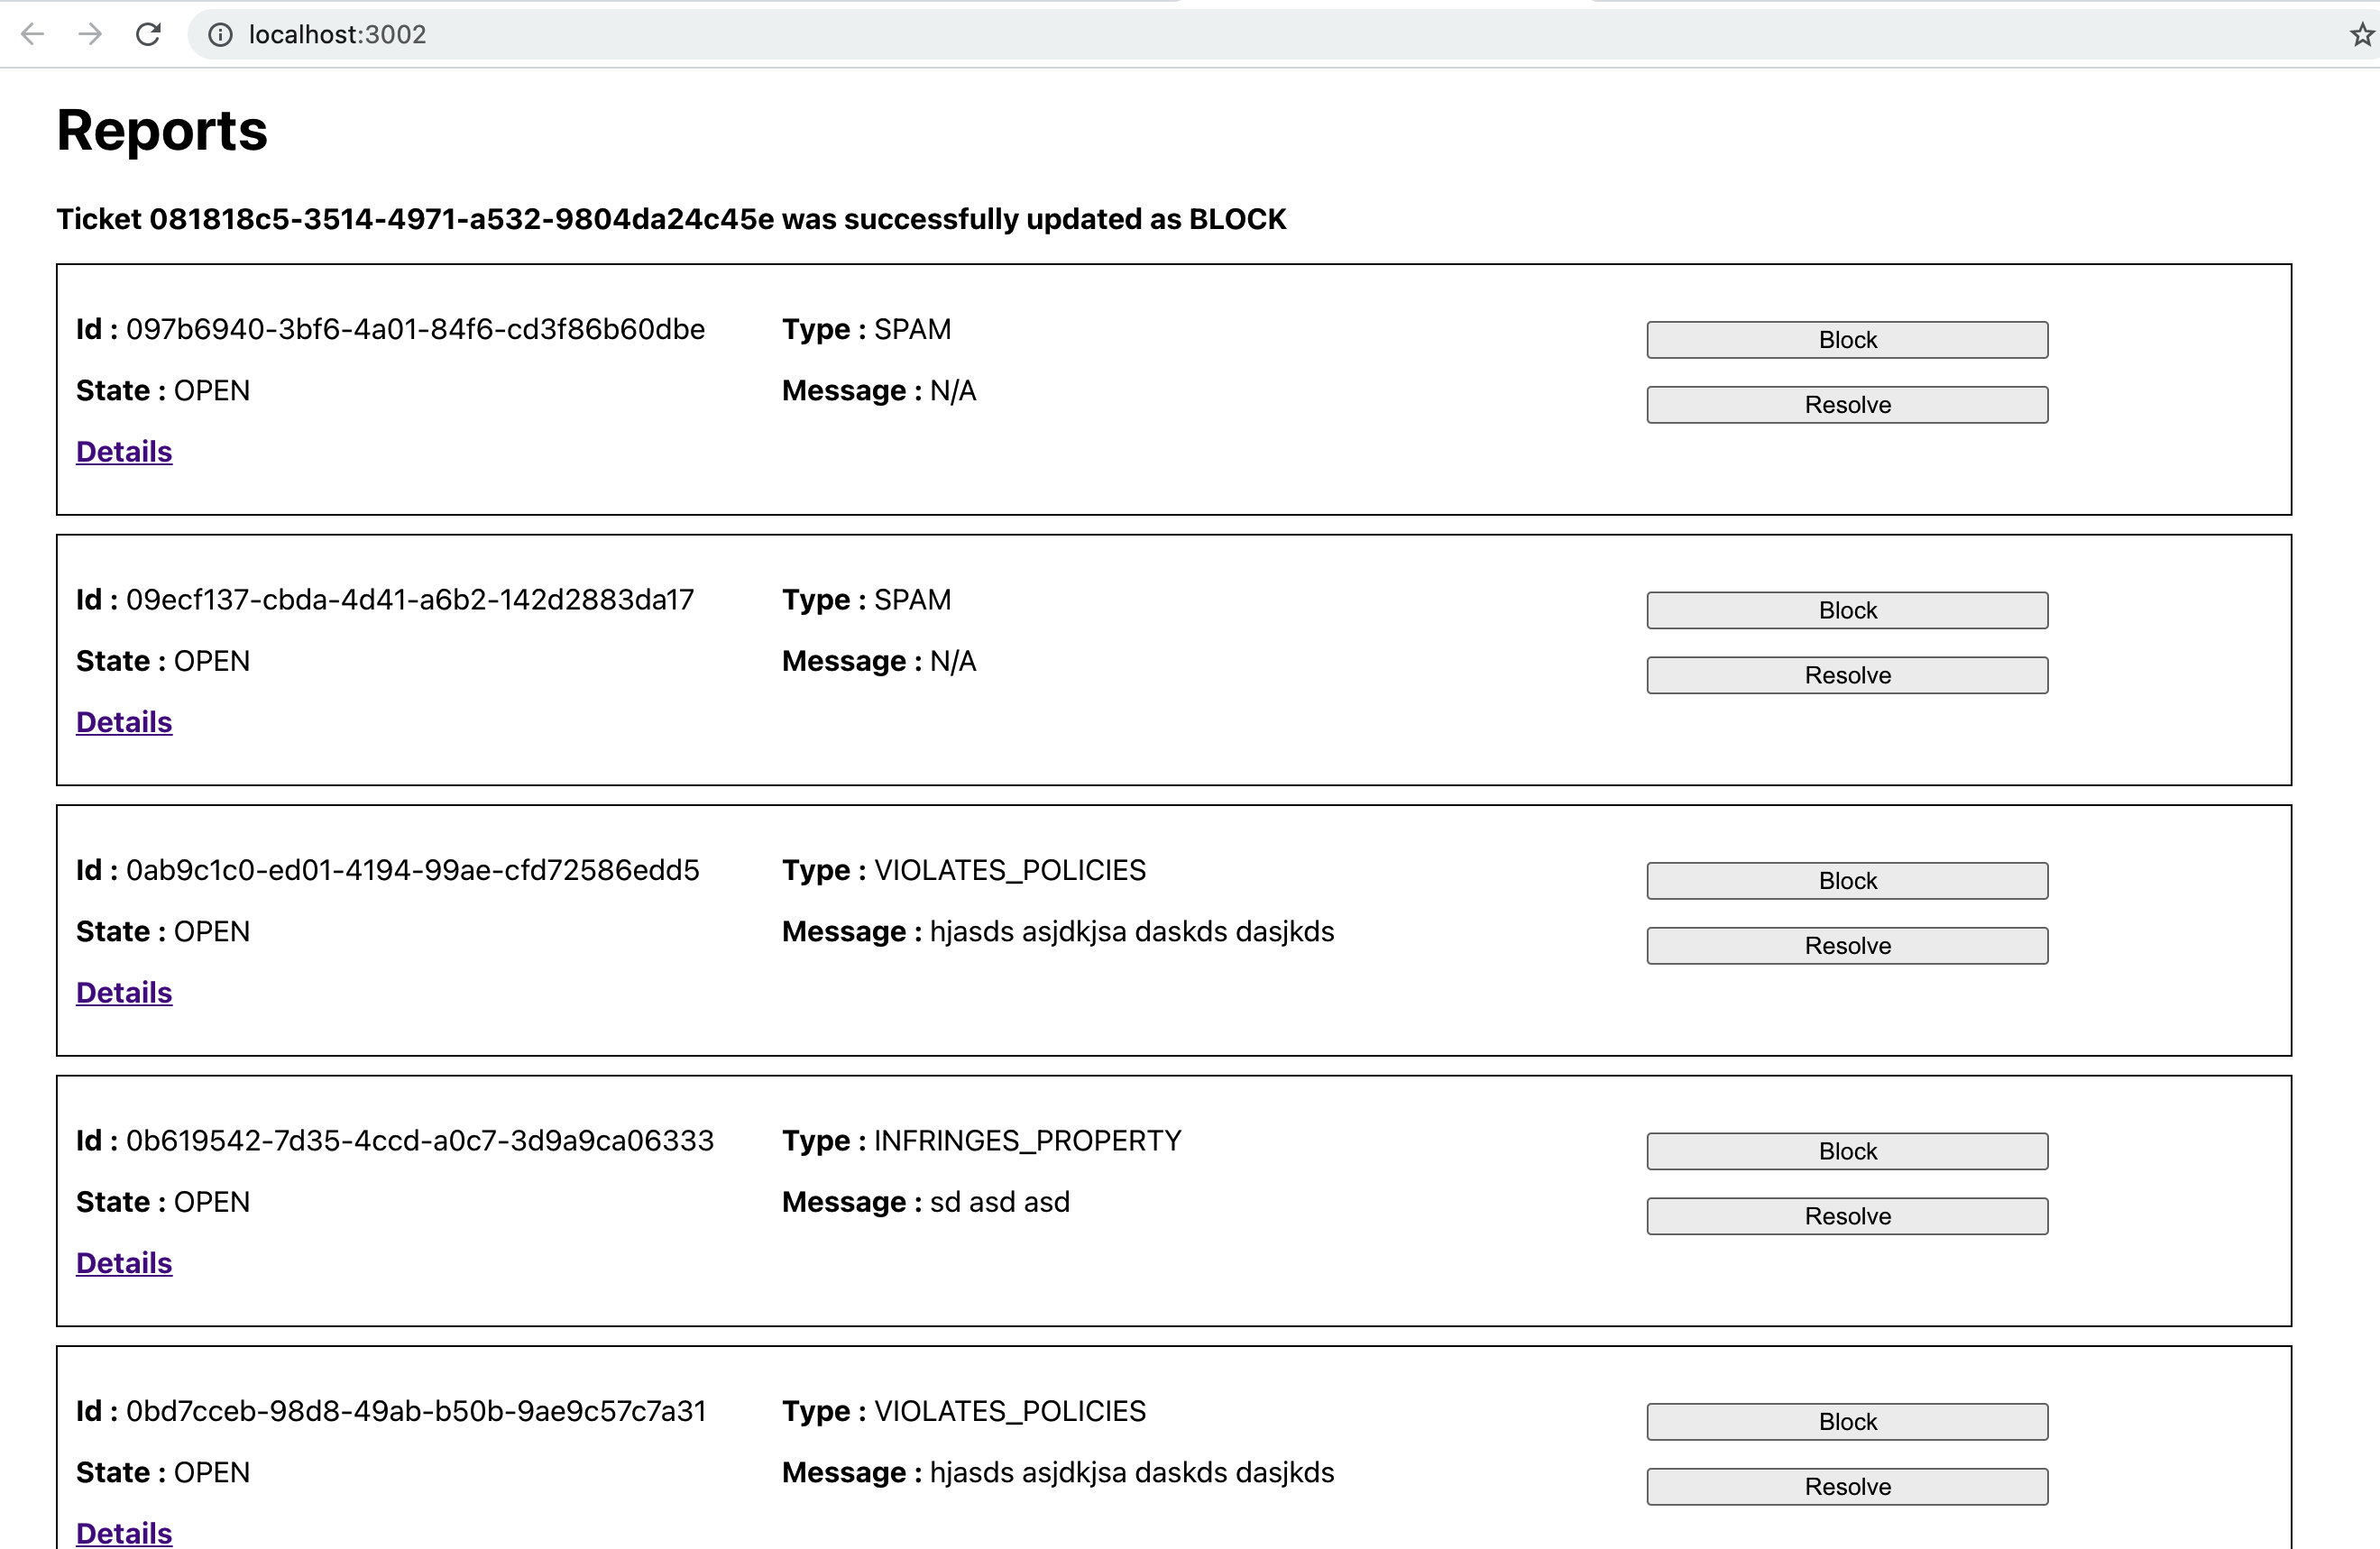 localhost:3002
Reports
Ticket 081818c5-3514-4971-a532-9804da24c45e was successfully updated as BLOCK
Id : 097b6940-3bf6-4a01-84f6-cd3f86b60dbe
Type : SPAM
Block
State : OPEN
Message : N/A
Resolve
Details
Id : 09ecf137-cbda-4d41-a6b2-142d2883da17
Type : SPAM
Block
State : OPEN
Message : N/A
Resolve
Details
Id : 0ab9c1c0-ed01-4194-99ae-cfd72586edd5
Type : VIOLATES_POLICIES
Block
State : OPEN
Message : hjasds asjdkjsa daskds dasjkds
Resolve
Details
Id : 0b619542-7d35-4ccd-a0c7-3d9a9ca06333
Type : INFRINGES_PROPERTY
Block
State : OPEN
Message : sd asd asd
Resolve
Details
Id : 0bd7cceb-98d8-49ab-b50b-9ae9c57c7a31
Type : VIOLATES_POLICIES
Block
State : OPEN
Message : hjasds asjdkjsa daskds dasjkds
Resolve
Details